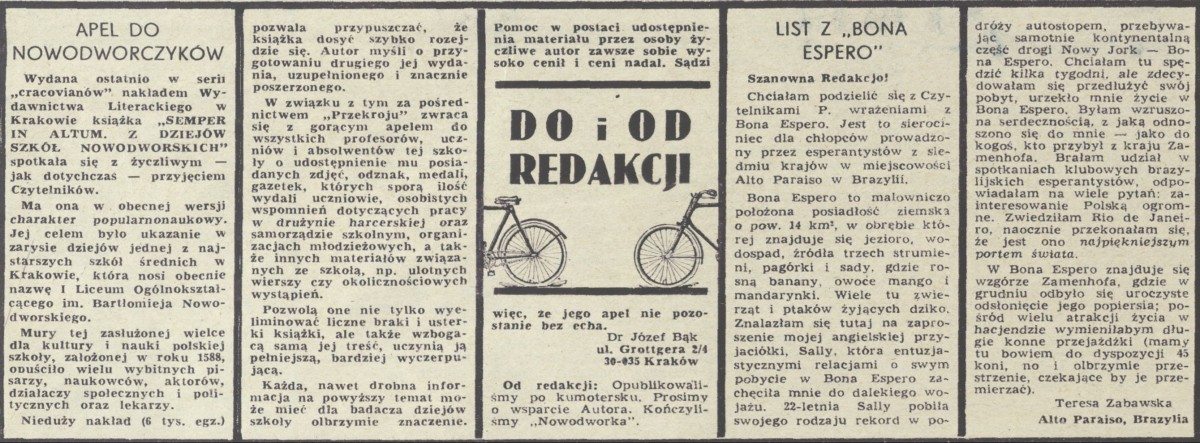 APEL DO
NOWODWORCZYKÓW
Wydana ostatnio w serii
„cracovianów" nakładem Wy-
dawnictwa Literackiego w
Krakowie książka „SEMPER
IN ALTUM. Z DZIEJÓW
SZKÓŁ NOWODWORSKICH"
spotkała się z życzliwym —
jak dotychczas — przyjęciem
Czytelników.
Ma ona w obecnej wersji
charakter popularnonaukowy.
Jej celem było ukazanie w
zarysie dziejów jednej z naj-
starszych szkół średnich w
Krakowie, która nosi obecnie
nazwę I Liceum Ogólnokształ-
cącego im. Bartłomieja Nowo-
dworskiego.
Mury tej zasłużonej wielce
dla kultury i nauki polskiej
szkoły, założonej w roku 1588,
opuściło wielu wybitnych pi-
sarzy, naukowców, aktorów,
działaczy społecznych i poli-
tycznych oraz lekarzy.
Nieduży nakład (6 tys. egz.)
pozwala przypuszczać, że
książka dosyć szybko rozej-
dzie się. Autor myśli o przy-
gotowaniu drugiego jej wyda-
nia, uzupełnionego i znacznie
poszerzonego.
W związku z tym za pośred-
nictwem „Przekroju" zwraca
się z gorącym apelem do
wszystkich profesorów, ucz-
niów i absolwentów tej szko-
ły o udostępnienie mu posia-
danych zdjęć, odznak, medali,
gazetek, których sporą ilość
wydali uczniowie, osobistych
wspomnień dotyczących pracy
w drużynie harcerskiej oraz
samorządzie szkolnym, organi-
zacjach młodzieżowych, a tak-
że innych materiałów związa-
nych ze szkołą, np. ulotnych
wierszy czy okolicznościowych
wystąpień.
Pozwolą one nie tylko wye-
liminować liczne braki i uster-
ki książki, ale także wzboga-
cą samą jej treść, uczynią ją
pełniejszą, bardziej wyczerpu-
jącą.
Każda, nawet drobna infor-
macja na powyższy temat mo-
że mieć dla badacza dziejów
szkoły olbrzymie znaczenie.
Pomoc w postaci udostępnie-
nia materiału przez osoby ży-
czliwe autor zawsze sobie wy-
soko cenił i ceni nadal. Sądzi
DO i OD
REDAKCJI
więc, że jego apel nie pozo-
stanie bez echa.
Dr Józef Bąk
ul. Grottgera 2/4
30-035 Kraków
Od redakcji: Opublikowali-
śmy po kumotersku. Prosimy
o wsparcie Autora. Kończyli-
śmy „Nowodworka".
LIST Z „BONA
ESPERO"
Szanowna Redakcjo!
Chciałam podzielić się z Czy-
telnikami P. wrażeniami z
Bona Espero. Jest to sieroci-
niec dla chłopców prowadzo-
ny przez esperantystów z sie-
dmiu krajów w miejscowości
Alto Paraiso w Brazylii.
Bona Espero to malowniczo
położona posiadłość ziemska
o pow. 14 km², w obrębie któ-
rej znajduje się jezioro, wo-
dospad, źródła trzech strumie-
ni, pagórki i sady, gdzie ro-
sną banany, owoce mango i
mandarynki. Wiele tu zwie-
rząt i ptaków żyjących dziko.
Znalazłam się tutaj na zapro-
szenie mojej angielskiej przy-
jaciółki, Sally, która entuzja-
stycznymi relacjami o swym
pobycie w Bona Espero za-
chęciła mnie do dalekiego wo-
jażu. 22-letnia Sally pobiła
swojego rodzaju rekord w po-
dróży autostopem, przebywa-
jąc samotnie kontynentalną
część drogi Nowy Jork — Bo-
na Espero. Chciałam tu spę-
dzić kilka tygodni, ale zdecy-
dowałam się przedłużyć swój
pobyt, urzekło mnie życie w
Bona Espero. Byłam wzruszo-
na serdecznością, z jaką odno-
szono się do mnie — jako do
kogoś, kto przybył z kraju Za-
menhofa. Brałam udział w
spotkaniach klubowych brazy-
lijskich esperantystów, odpo-
wiadałam na wiele pytań: za-
interesowanie Polską ogrom-
ne. Zwiedziłam Rio de Janei-
ro, naocznie przekonałam się,
że jest ono najpiękniejszym
portem świata.
W Bona Espero znajduje się
wzgórze Zamenhofa, gdzie w
grudniu odbyło się uroczyste
odsłonięcie jego popiersia; po-
śród wielu atrakcji życia w
hacjendzie wymieniłabym dłu-
gie konne przejażdżki (mamy
tu bowiem do dyspozycji 45
koni, no i olbrzymie prze-
strzenie, czekające by je prze-
mierzać).
Teresa Zabawska
Alto Paraiso, Brazylia